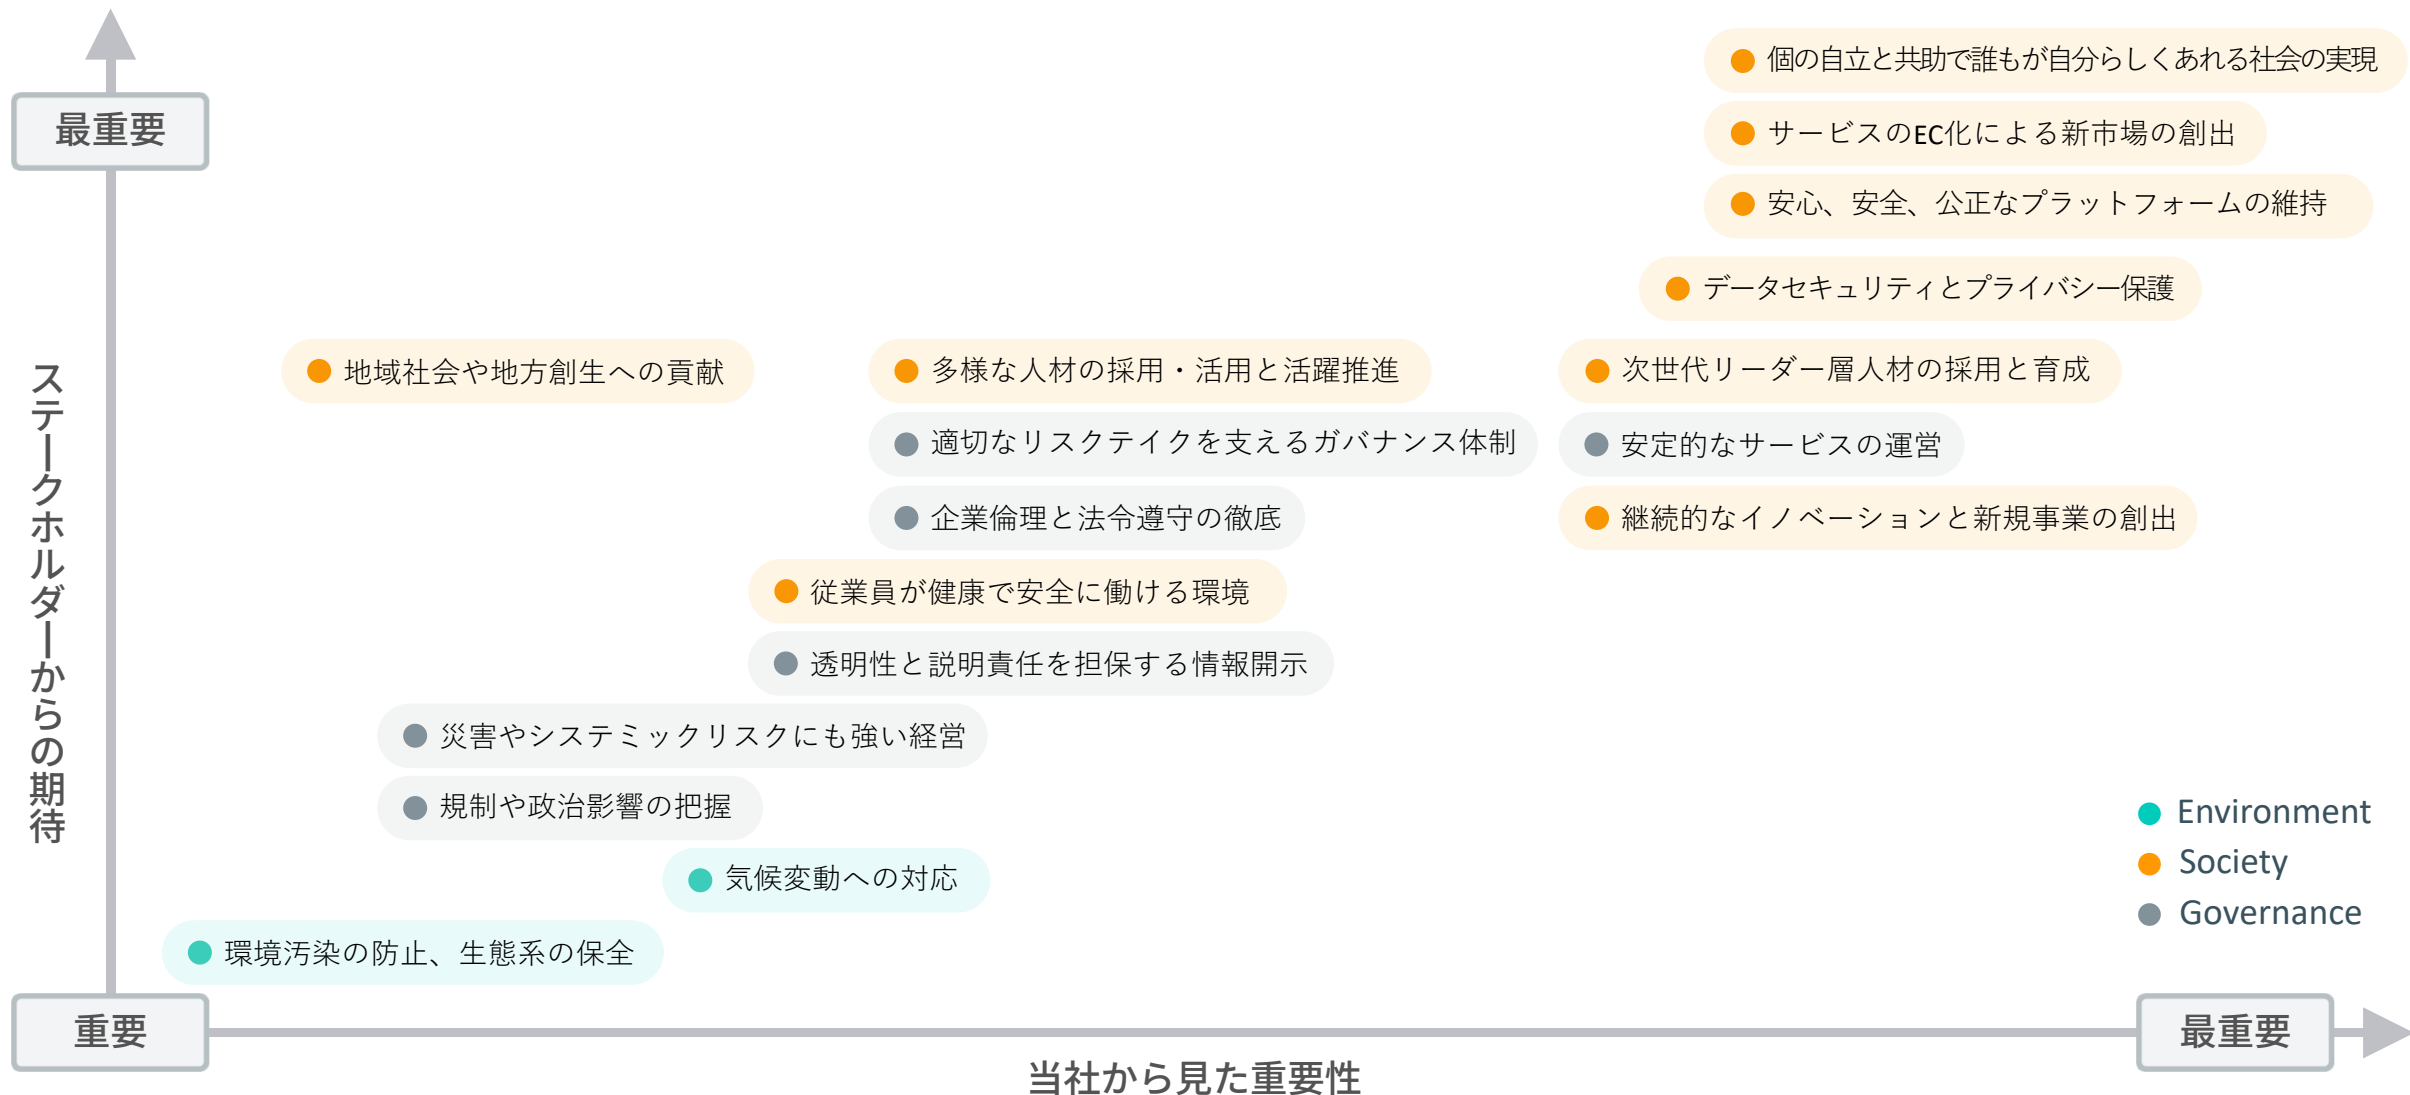 個の自立と共助で誰もが自分らしくあれる社会の実現
最重要
サービスのEC化による新市場の創出
安心、安全、公正なプラットフォームの維持
データセキュリティとプライバシー保護
ステークホルダーからの期待
地域社会や地方創生への貢献
多様な人材の採用・活用と活躍推進
次世代リーダー層人材の採用と育成
適切なリスクテイクを支えるガバナンス体制
安定的なサービスの運営
企業倫理と法令遵守の徹底
継続的なイノベーションと新規事業の創出
従業員が健康で安全に働ける環境
透明性と説明責任を担保する情報開示
災害やシステミックリスクにも強い経営
規制や政治影響の把握
気候変動への対応
環境汚染の防止、生態系の保全
Environment
Society
Governance
重要
最重要
当社から見た重要性